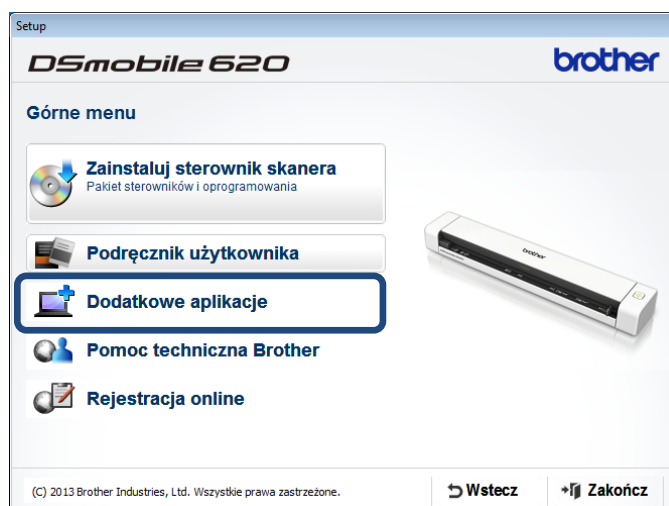 Setup
DSmobile 620
brother
Górne menu
Zainstaluj sterownik skanera
Pakiet sterowników i oprogramowania
Podręcznik użytkownika
brother
Dodatkowe aplikacje
Pomoc techniczna Brother
Rejestracja online
(C) 2013 Brother Industries, Ltd. Wszystkie prawa zastrzeżone.
Wstecz
Zakończ